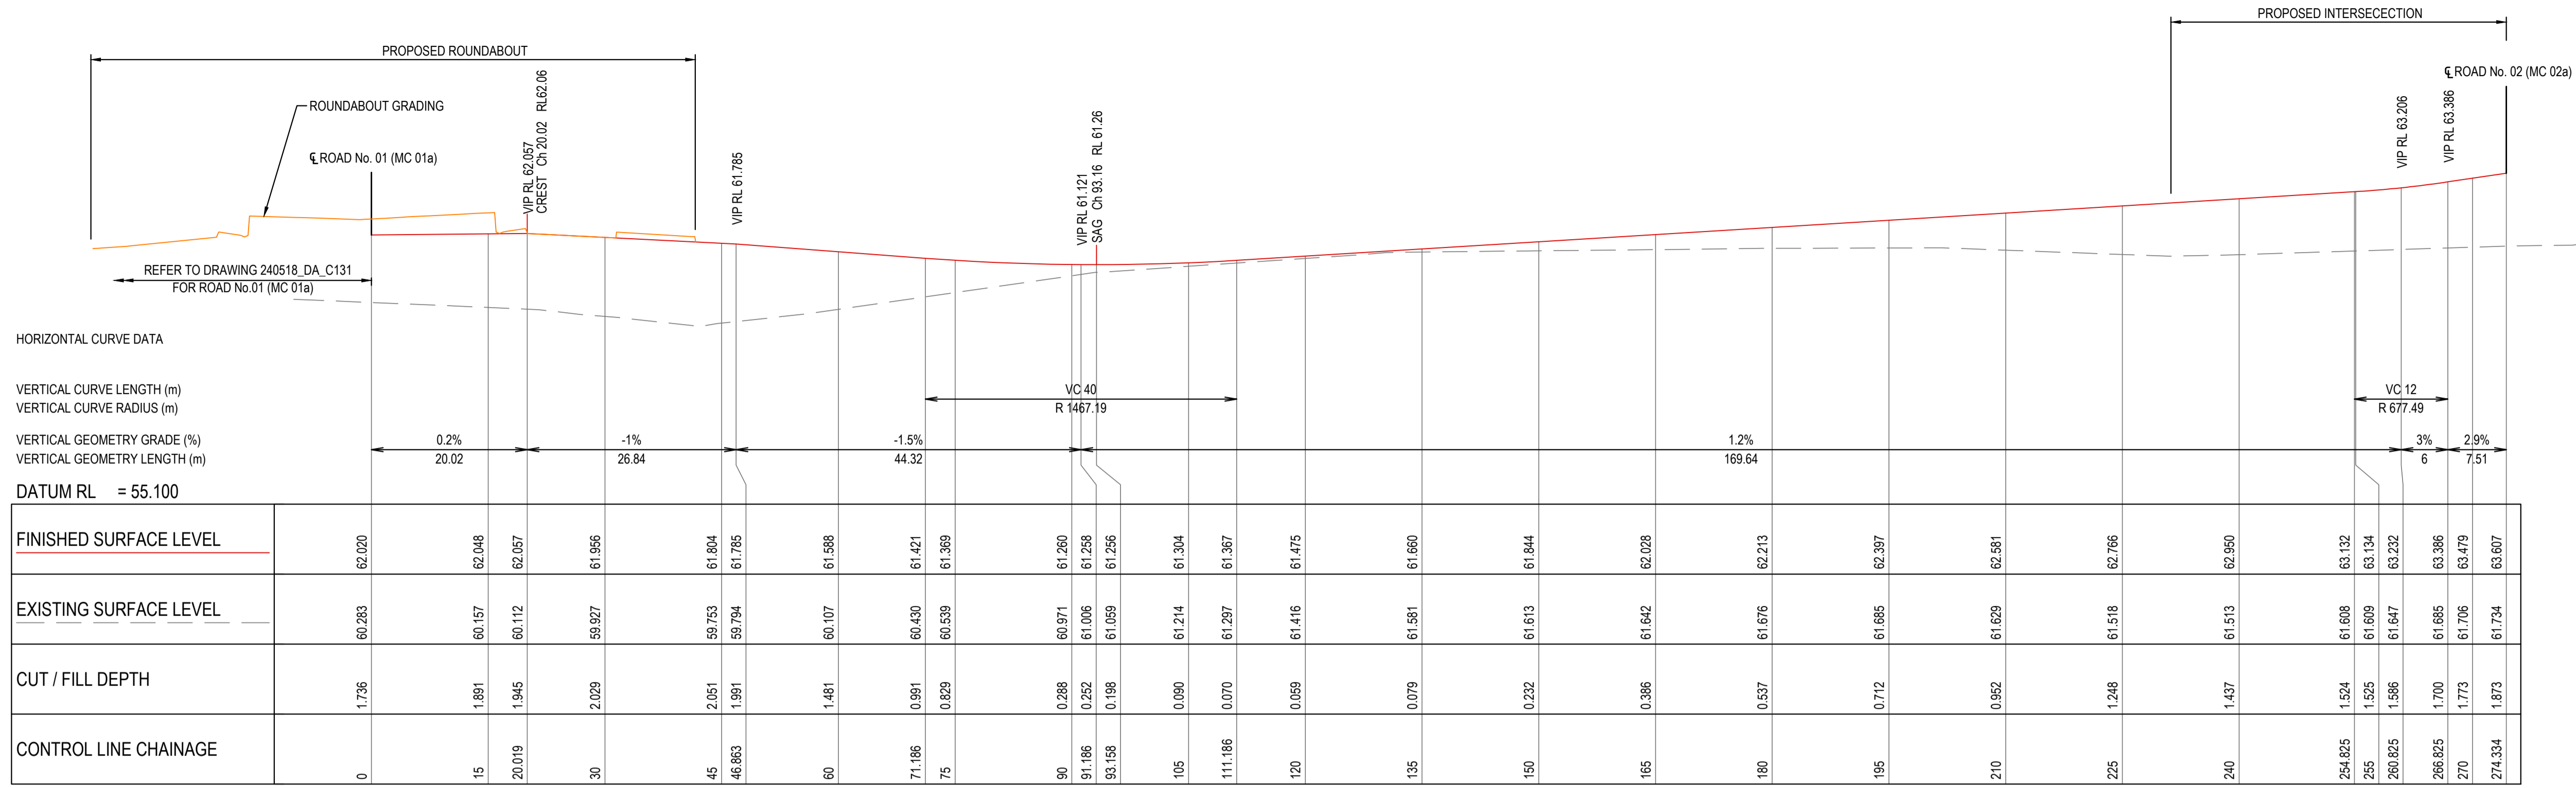 PROPOSED INTERSECECTION
PROPOSED ROUNDABOUT
℄ ROAD No. 02 (MC 02a)
ROUNDABOUT GRADING
℄ ROAD No. 01 (MC 01a)
VIP RL 62.057
CREST Ch 20.02 RL62.06
VIP RL 61.785
VIP RL 61.121
SAG Ch 93.16 RL 61.26
VIP RL 63.206
VIP RL 63.386
REFER TO DRAWING 240518_DA_C131
FOR ROAD No.01 (MC 01a)
HORIZONTAL CURVE DATA
VERTICAL CURVE LENGTH (m) VC 40 VC 12
VERTICAL CURVE RADIUS (m) R 1467.19 R 677.49
VERTICAL GEOMETRY GRADE (%) 0.2% -1% -1.5% 1.2% 3% 2.9%
VERTICAL GEOMETRY LENGTH (m) 20.02 26.84 44.32 169.64 6 7.51
DATUM RL = 55.100
FINISHED SURFACE LEVEL 62.020 62.048 62.057 61.956 61.804 61.785 61.588 61.421 61.369 61.260 61.258 61.256 61.304 61.367 61.475 61.660 61.844 62.028 62.213 62.397 62.581 62.766 62.950 63.132 63.134 63.232 63.386 63.479 63.607
EXISTING SURFACE LEVEL 60.283 60.157 60.112 59.927 59.753 59.794 60.107 60.430 60.539 60.971 61.006 61.059 61.214 61.297 61.416 61.581 61.613 61.642 61.676 61.685 61.629 61.518 61.513 61.608 61.609 61.647 61.685 61.706 61.734
CUT / FILL DEPTH 1.736 1.891 1.945 2.029 2.051 1.991 1.481 0.991 0.829 0.288 0.252 0.198 0.090 0.070 0.059 0.079 0.232 0.386 0.537 0.712 0.952 1.248 1.437 1.524 1.525 1.586 1.700 1.773 1.873
CONTROL LINE CHAINAGE 0 15 20.019 30 45 46.863 60 71.186 75 90 91.186 93.158 105 111.186 120 135 150 165 180 195 210 225 240 254.825 255 260.825 266.825 270 274.334